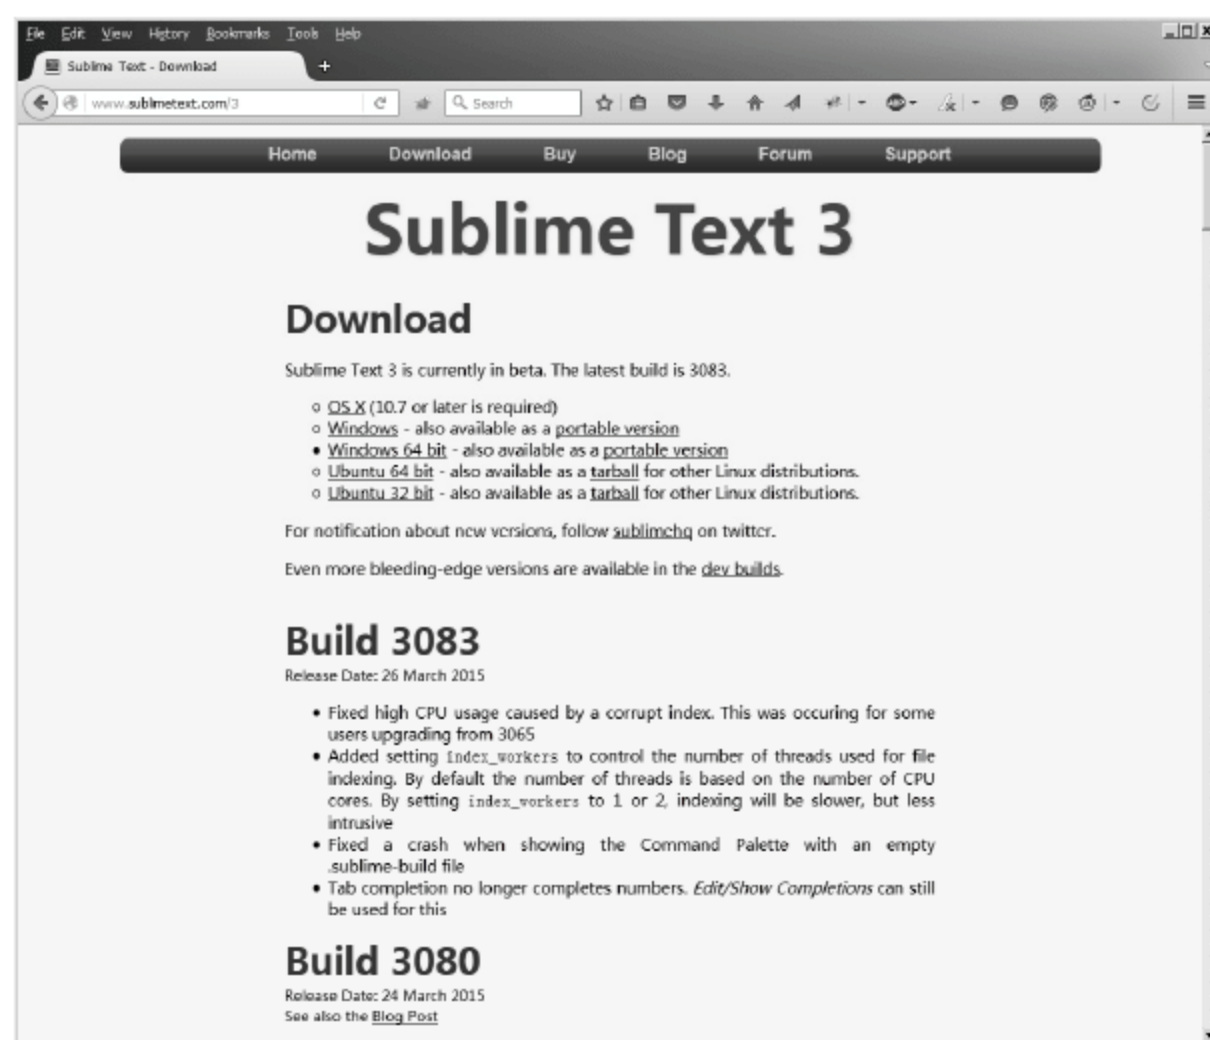 File Edit View History Bookmarks Tools Help
Sublime Text - Download
www.sublimetext.com/3
Search
Home Download Buy Blog Forum Support
Sublime Text 3
Download
Sublime Text 3 is currently in beta. The latest build is 3083.
OS X (10.7 or later is required)
Windows - also available as a portable version
Windows 64 bit - also available as a portable version
Ubuntu 64 bit - also available as a tarball for other Linux distributions.
Ubuntu 32 bit - also available as a tarball for other Linux distributions.
For notification about new versions, follow sublimehq on twitter.
Even more bleeding-edge versions are available in the dev builds.
Build 3083
Release Date: 26 March 2015
Fixed high CPU usage caused by a corrupt index. This was occuring for some
users upgrading from 3065
Added setting index_workers to control the number of threads used for file
indexing. By default the number of threads is based on the number of CPU
cores. By setting index_workers to 1 or 2, indexing will be slower, but less
intrusive
Fixed a crash when showing the Command Palette with an empty
.sublime-build file
Tab completion no longer completes numbers. Edit/Show Completions can still
be used for this
Build 3080
Release Date: 24 March 2015
See also the Blog Post